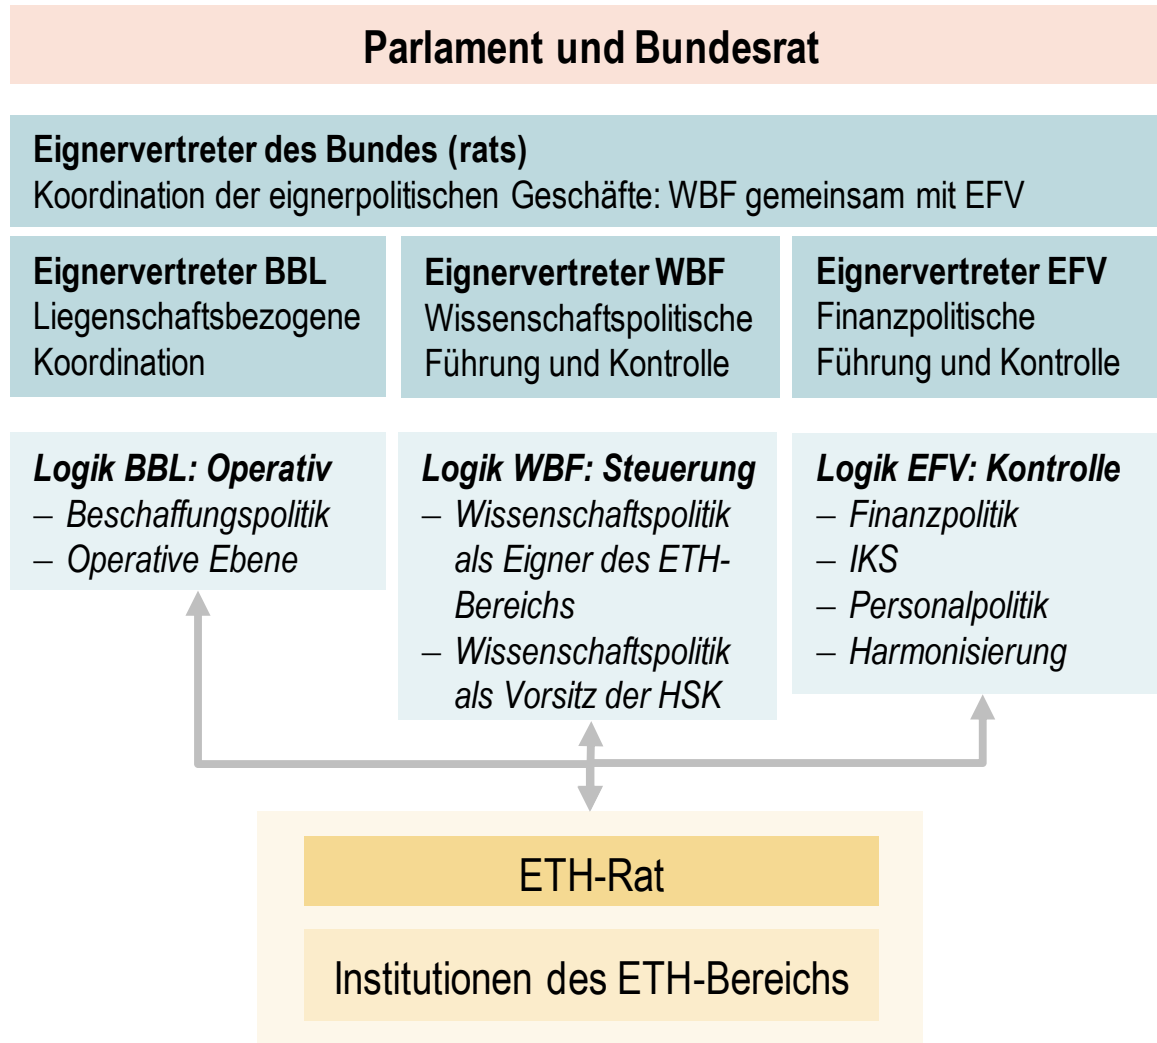 Parlament und Bundesrat
Eignervertreter des Bundes (rats)
Koordination der eignerpolitischen Geschäfte: WBF gemeinsam mit EFV
Eignervertreter BBL
Liegenschaftsbezogene
Koordination
Eignervertreter WBF
Wissenschaftspolitische
Führung und Kontrolle
Eignervertreter EFV
Finanzpolitische
Führung und Kontrolle
Logik BBL: Operativ
– Beschaffungspolitik
– Operative Ebene
Logik WBF: Steuerung
– Wissenschaftspolitik
als Eigner des ETH-
Bereichs
– Wissenschaftspolitik
als Vorsitz der HSK
Logik EFV: Kontrolle
– Finanzpolitik
– IKS
– Personalpolitik
– Harmonisierung
ETH-Rat
Institutionen des ETH-Bereichs